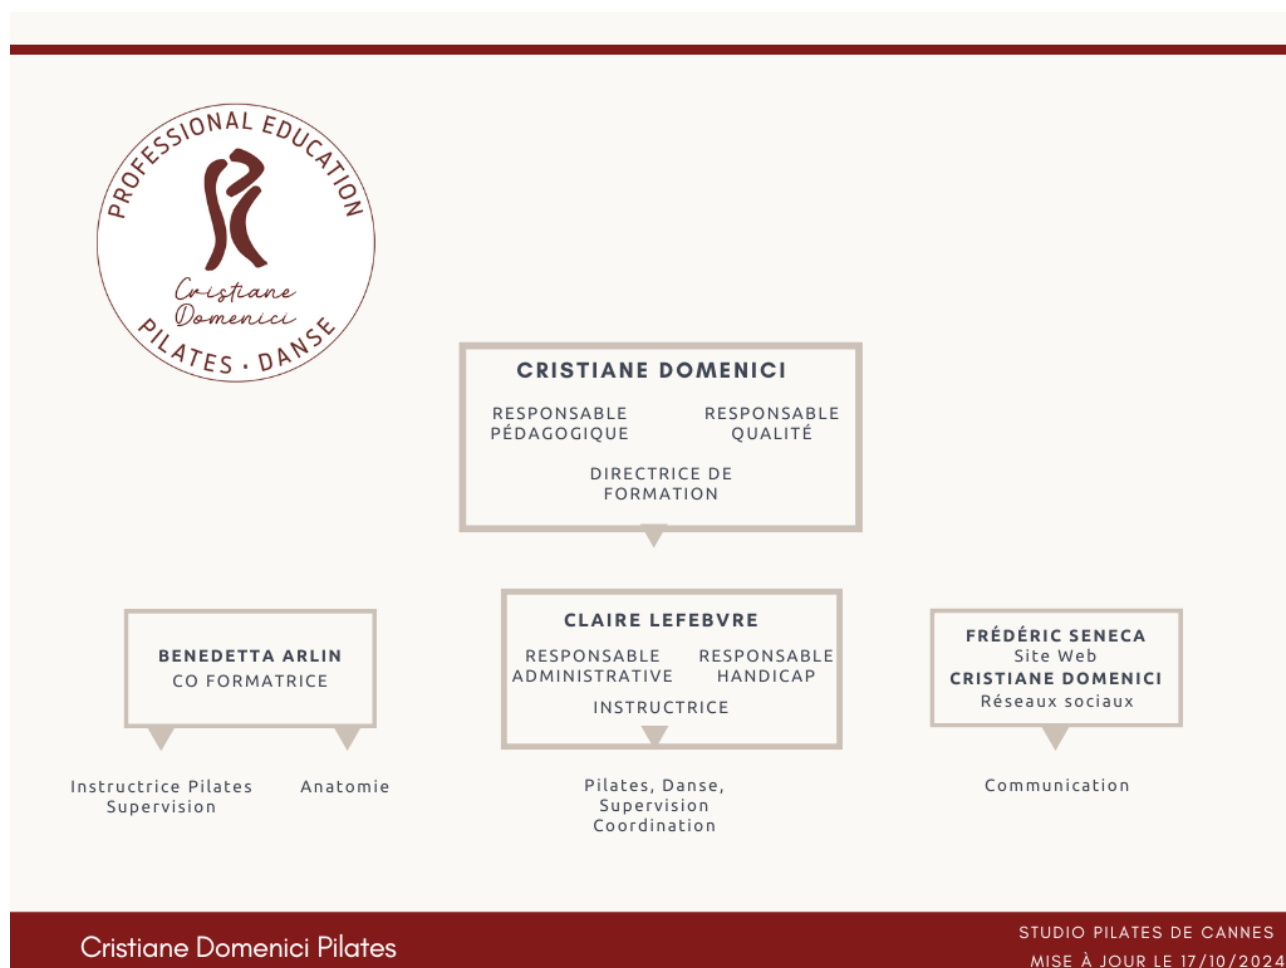 PROFESSIONAL EDUCATION
Cristiane
Domenici
PILATES · DANSE
CRISTIANE DOMENICI
RESPONSABLE PÉDAGOGIQUE
RESPONSABLE QUALITÉ
DIRECTRICE DE
FORMATION
BENEDETTA ARLIN
CO FORMATRICE
Instructrice Pilates
Supervision
Anatomie
CLAIRE LEFEBVRE
RESPONSABLE
ADMINISTRATIVE
RESPONSABLE
HANDICAP
INSTRUCTRICE
Pilates, Danse,
Supervision
Coordination
FRÉDÉRIC SENECA
Site Web
CRISTIANE DOMENICI
Réseaux sociaux
Communication
Cristiane Domenici Pilates
STUDIO PILATES DE CANNES
MISE À JOUR LE 17/10/2024